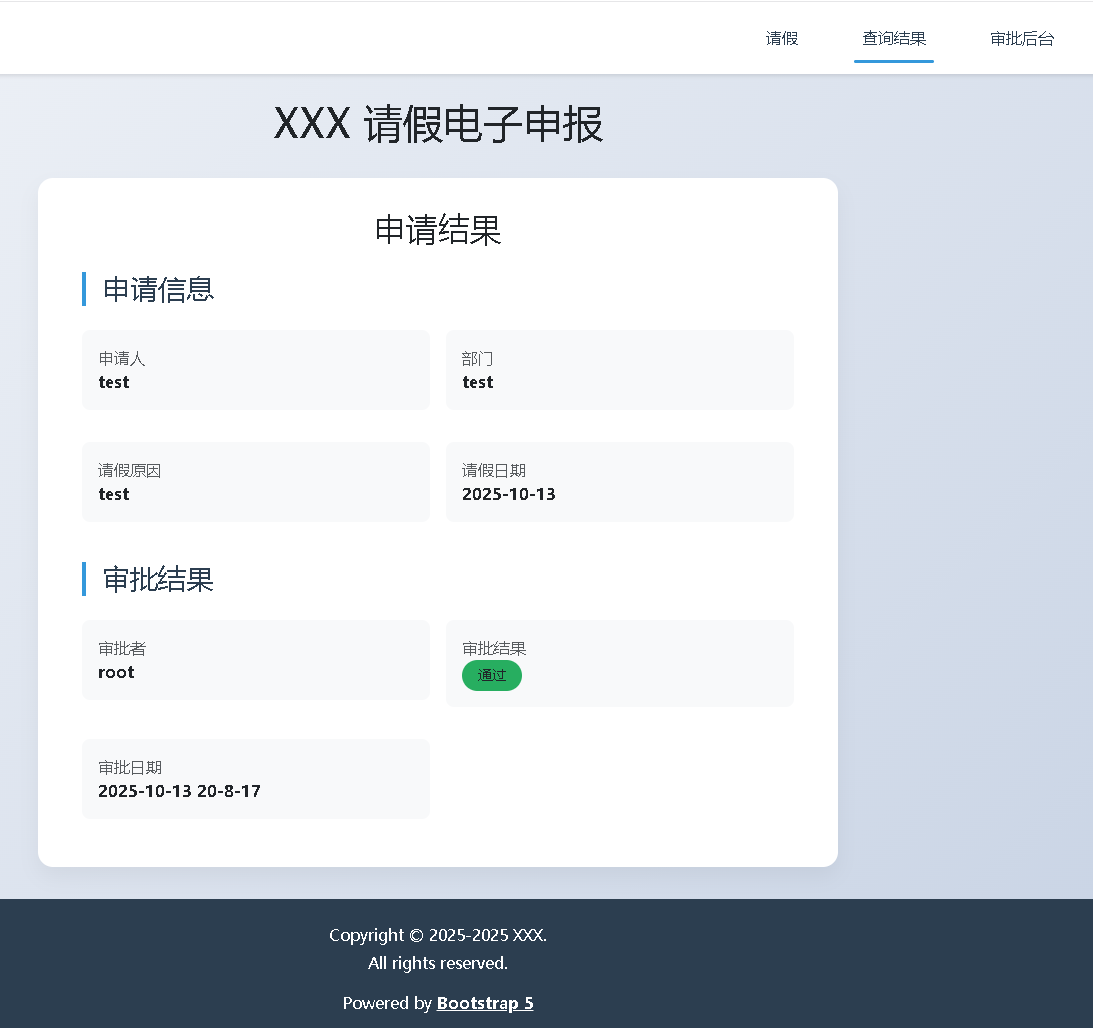 请假 查询结果 审批后台
XXX 请假电子申报
申请结果
申请信息
申请人 部门
test test
请假原因 请假日期
test 2025-10-13
审批结果
审批者 审批结果
root 通过
审批日期
2025-10-13 20-8-17
Copyright © 2025-2025 XXX.
All rights reserved.
Powered by Bootstrap 5